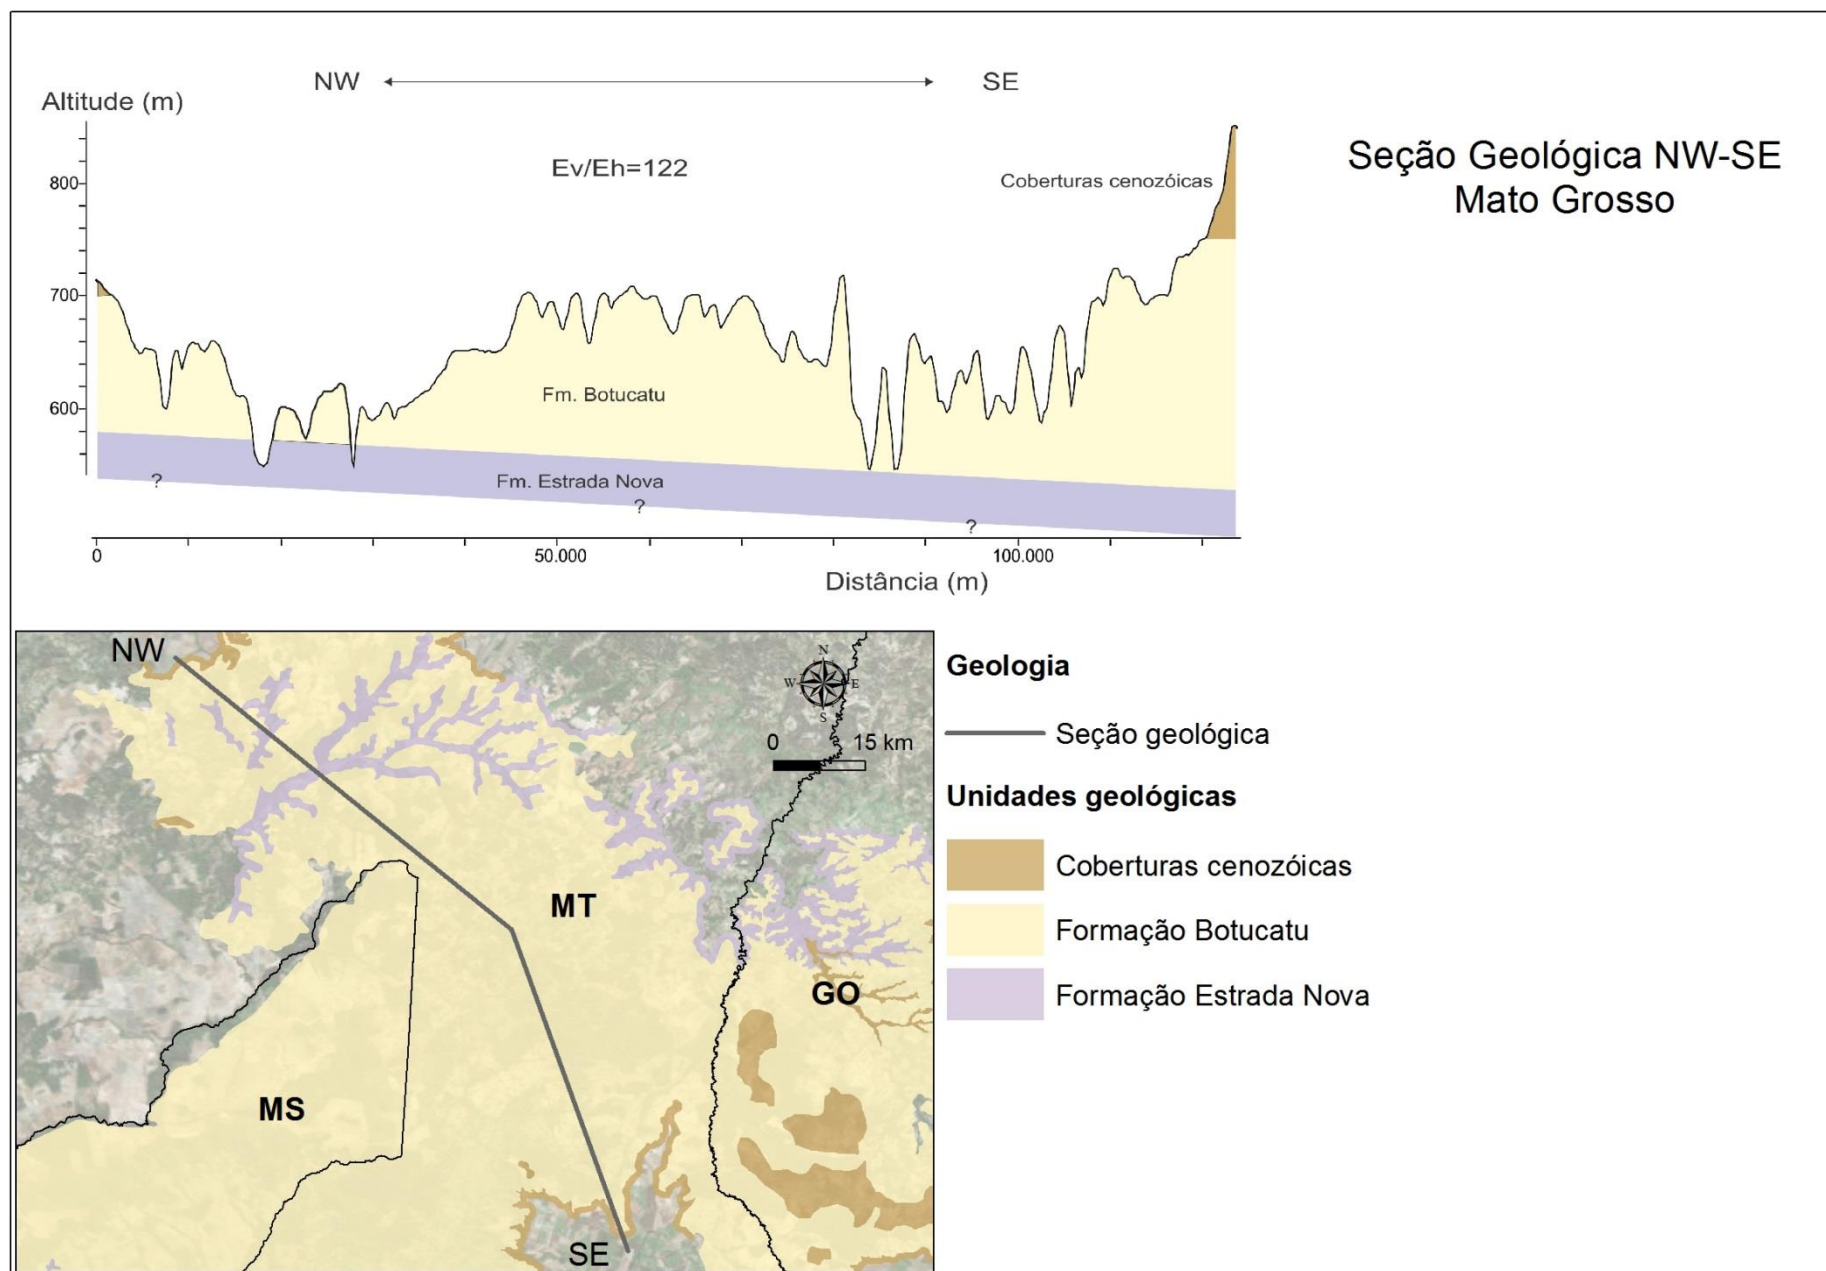 NW
SE
Altitude (m)
Ev/Eh=122
Seção Geológica NW-SE
Mato Grosso
Coberturas cenozóicas
800
700
600
Fm. Botucatu
Fm. Estrada Nova
?
?
?
0
50.000
100.000
Distância (m)
NW
N
W
E
S
0
15 km
MT
GO
MS
SE
Geologia
Seção geológica
Unidades geológicas
Coberturas cenozóicas
Formação Botucatu
Formação Estrada Nova